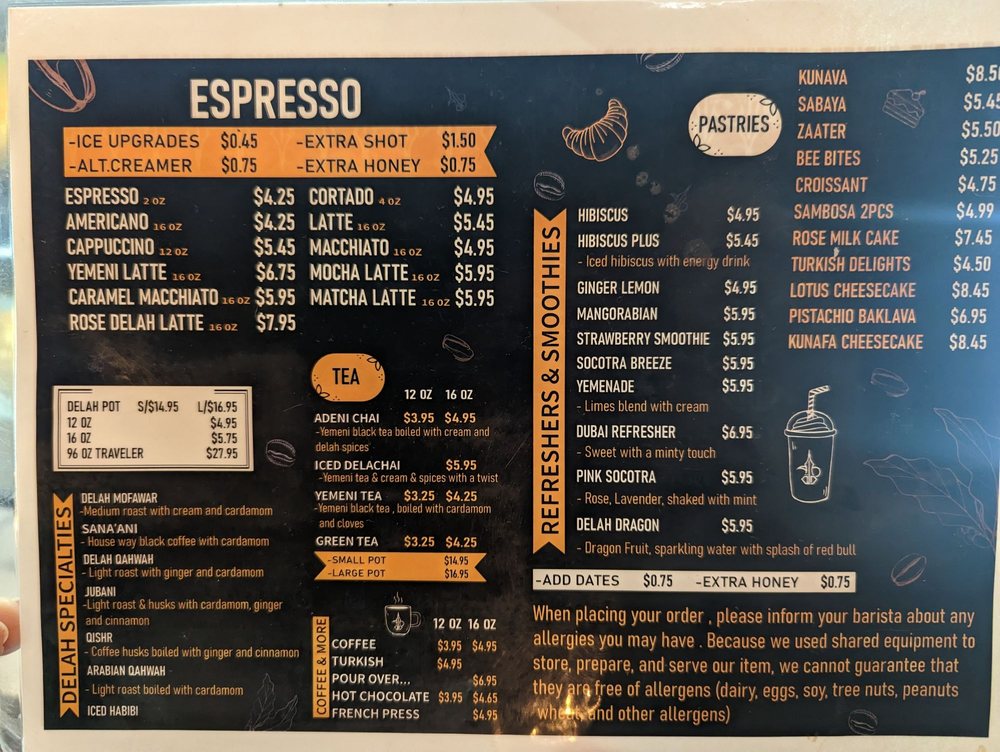 ESPRESSO
-ICE UPGRADES $0.45 -EXTRA SHOT $1.50
-ALT.CREAMER $0.75 -EXTRA HONEY $0.75
ESPRESSO 2 OZ $4.25 CORTADO 4 OZ $4.95
AMERICANO 16 OZ $4.25 LATTE 16 OZ $5.45
CAPPUCCINO 12 OZ $5.45 MACCHIATO 16 OZ $4.95
YEMENI LATTE 16 OZ $6.75 MOCHA LATTE 16 OZ $5.95
CARAMEL MACCHIATO 16 OZ $5.95 MATCHA LATTE 16 OZ $5.95
ROSE DELAH LATTE 16 OZ $7.95
DELAH POT S/$14.95 L/$16.95
12 OZ $4.95
16 OZ $5.75
96 OZ TRAVELER $27.95
DELAH SPECIALTIES
DELAH MOFAWAR
-Medium roast with cream and cardamom
SANA'ANI
- House way black coffee with cardamom
DELAH QAHWAH
- Light roast with ginger and cardamom
JUBANI
-Light roast & husks with cardamom, ginger
and cinnamon
QISHR
- Coffee husks boiled with ginger and cinnamon
ARABIAN QAHWAH
- Light roast boiled with cardamom
ICED HABIBI
TEA
12 OZ 16 OZ
ADENI CHAI $3.95 $4.95
-Yemeni black tea boiled with cream and
delah spices
ICED DELACHAI $5.95
-Yemeni tea & cream & spices with a twist
YEMENI TEA $3.25 $4.25
-Yemeni black tea , boiled with cardamom
and cloves
GREEN TEA $3.25 $4.25
-SMALL POT $14.95
-LARGE POT $16.95
COFFEE & MORE
12 OZ 16 OZ
COFFEE $3.95 $4.95
TURKISH $4.95
POUR OVER... $6.95
HOT CHOCOLATE $3.95 $4.65
FRENCH PRESS $4.95
PASTRIES
KUNAVA $8.50
SABAYA $5.45
ZAATER $5.50
BEE BITES $5.25
CROISSANT $4.75
SAMBOSA 2PCS $4.99
ROSE MILK CAKE $7.45
TURKISH DELIGHTS $4.50
LOTUS CHEESECAKE $8.45
PISTACHIO BAKLAVA $6.95
KUNAFA CHEESECAKE $8.45
REFRESHERS & SMOOTHIES
HIBISCUS $4.95
HIBISCUS PLUS $5.45
- Iced hibiscus with energy drink
GINGER LEMON $4.95
MANGORABIAN $5.95
STRAWBERRY SMOOTHIE $5.95
SOCOTRA BREEZE $5.95
YEMENADE $5.95
- Limes blend with cream
DUBAI REFRESHER $6.95
- Sweet with a minty touch
PINK SOCOTRA $5.95
- Rose, Lavender, shaked with mint
DELAH DRAGON $5.95
- Dragon Fruit, sparkling water with splash of red bull
-ADD DATES $0.75 -EXTRA HONEY $0.75
When placing your order , please inform your barista about any
allergies you may have . Because we used shared equipment to
store, prepare, and serve our item, we cannot guarantee that
they are free of allergens (dairy, eggs, soy, tree nuts, peanuts
wheat, and other allergens)